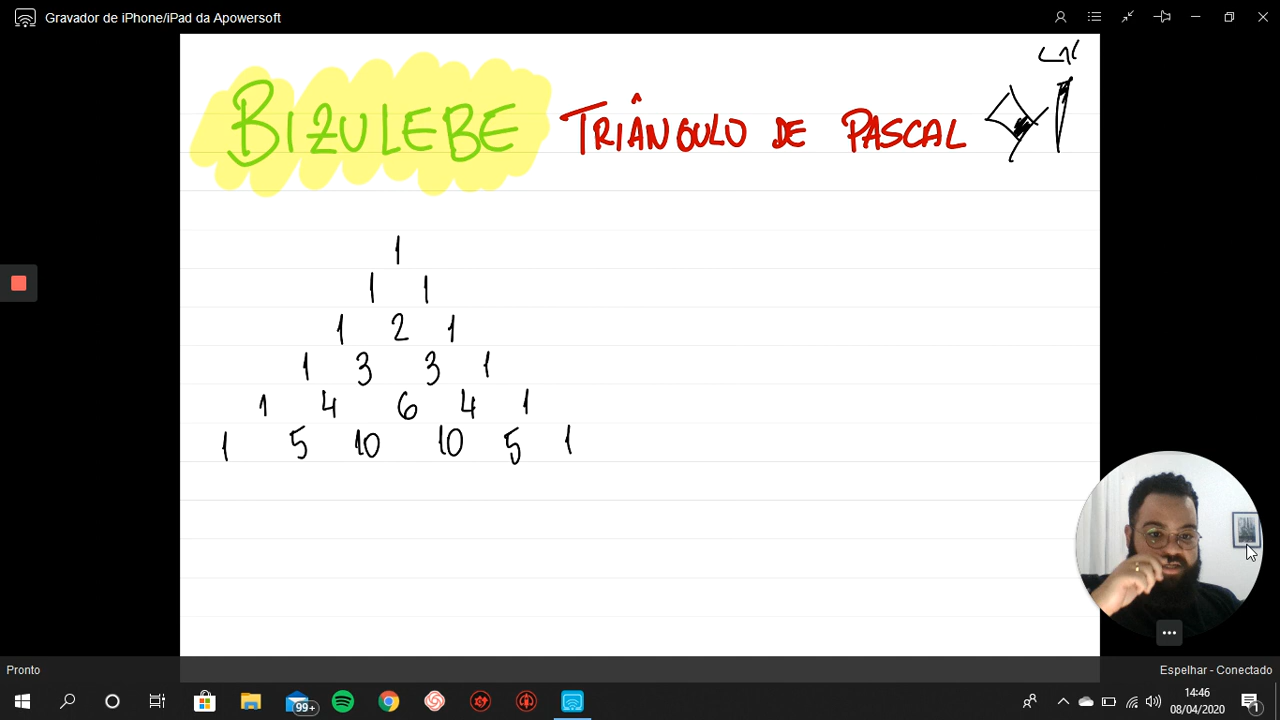 Gravador de iPhone/iPad da Apowersoft
BIZULEBE TRIÂNGULO DE PASCAL
1
1 1
1 2 1
1 3 3 1
1 4 6 4 1
1 5 10 10 5 1
Pronto
Espelhar - Conectado
99+
14:46
08/04/2020
1